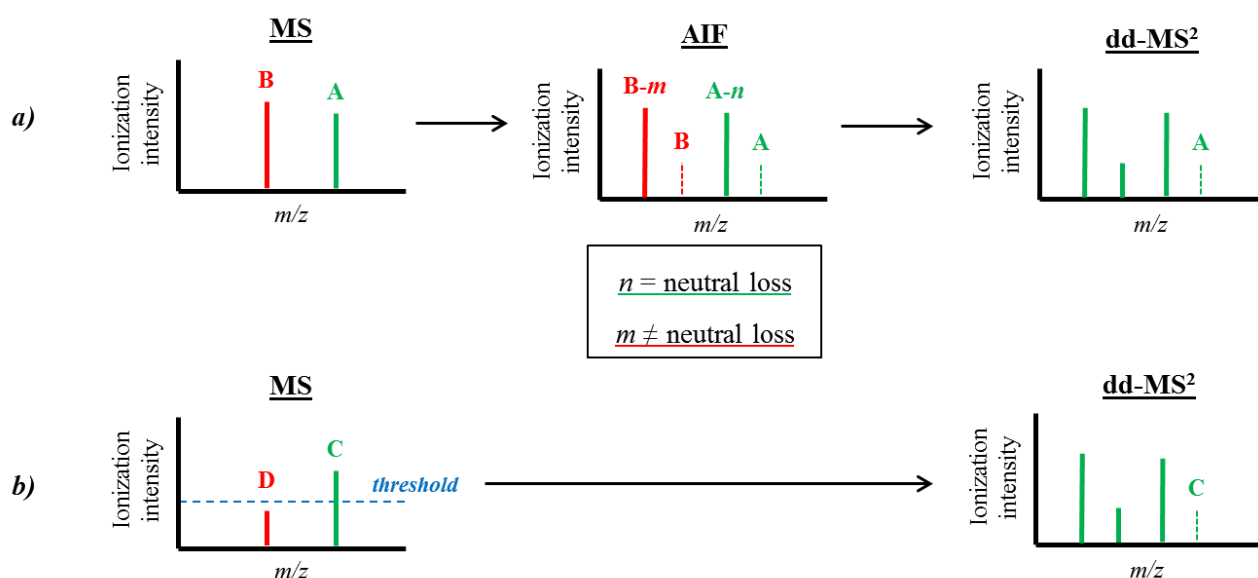 MS
AIF
dd-MS²
a)
Ionization
intensity
B
A
m/z
Ionization
intensity
B-m
B
A-n
A
m/z
Ionization
intensity
A
m/z
n = neutral loss
m ≠ neutral loss
MS
dd-MS²
b)
Ionization
intensity
D
C
threshold
m/z
Ionization
intensity
C
m/z